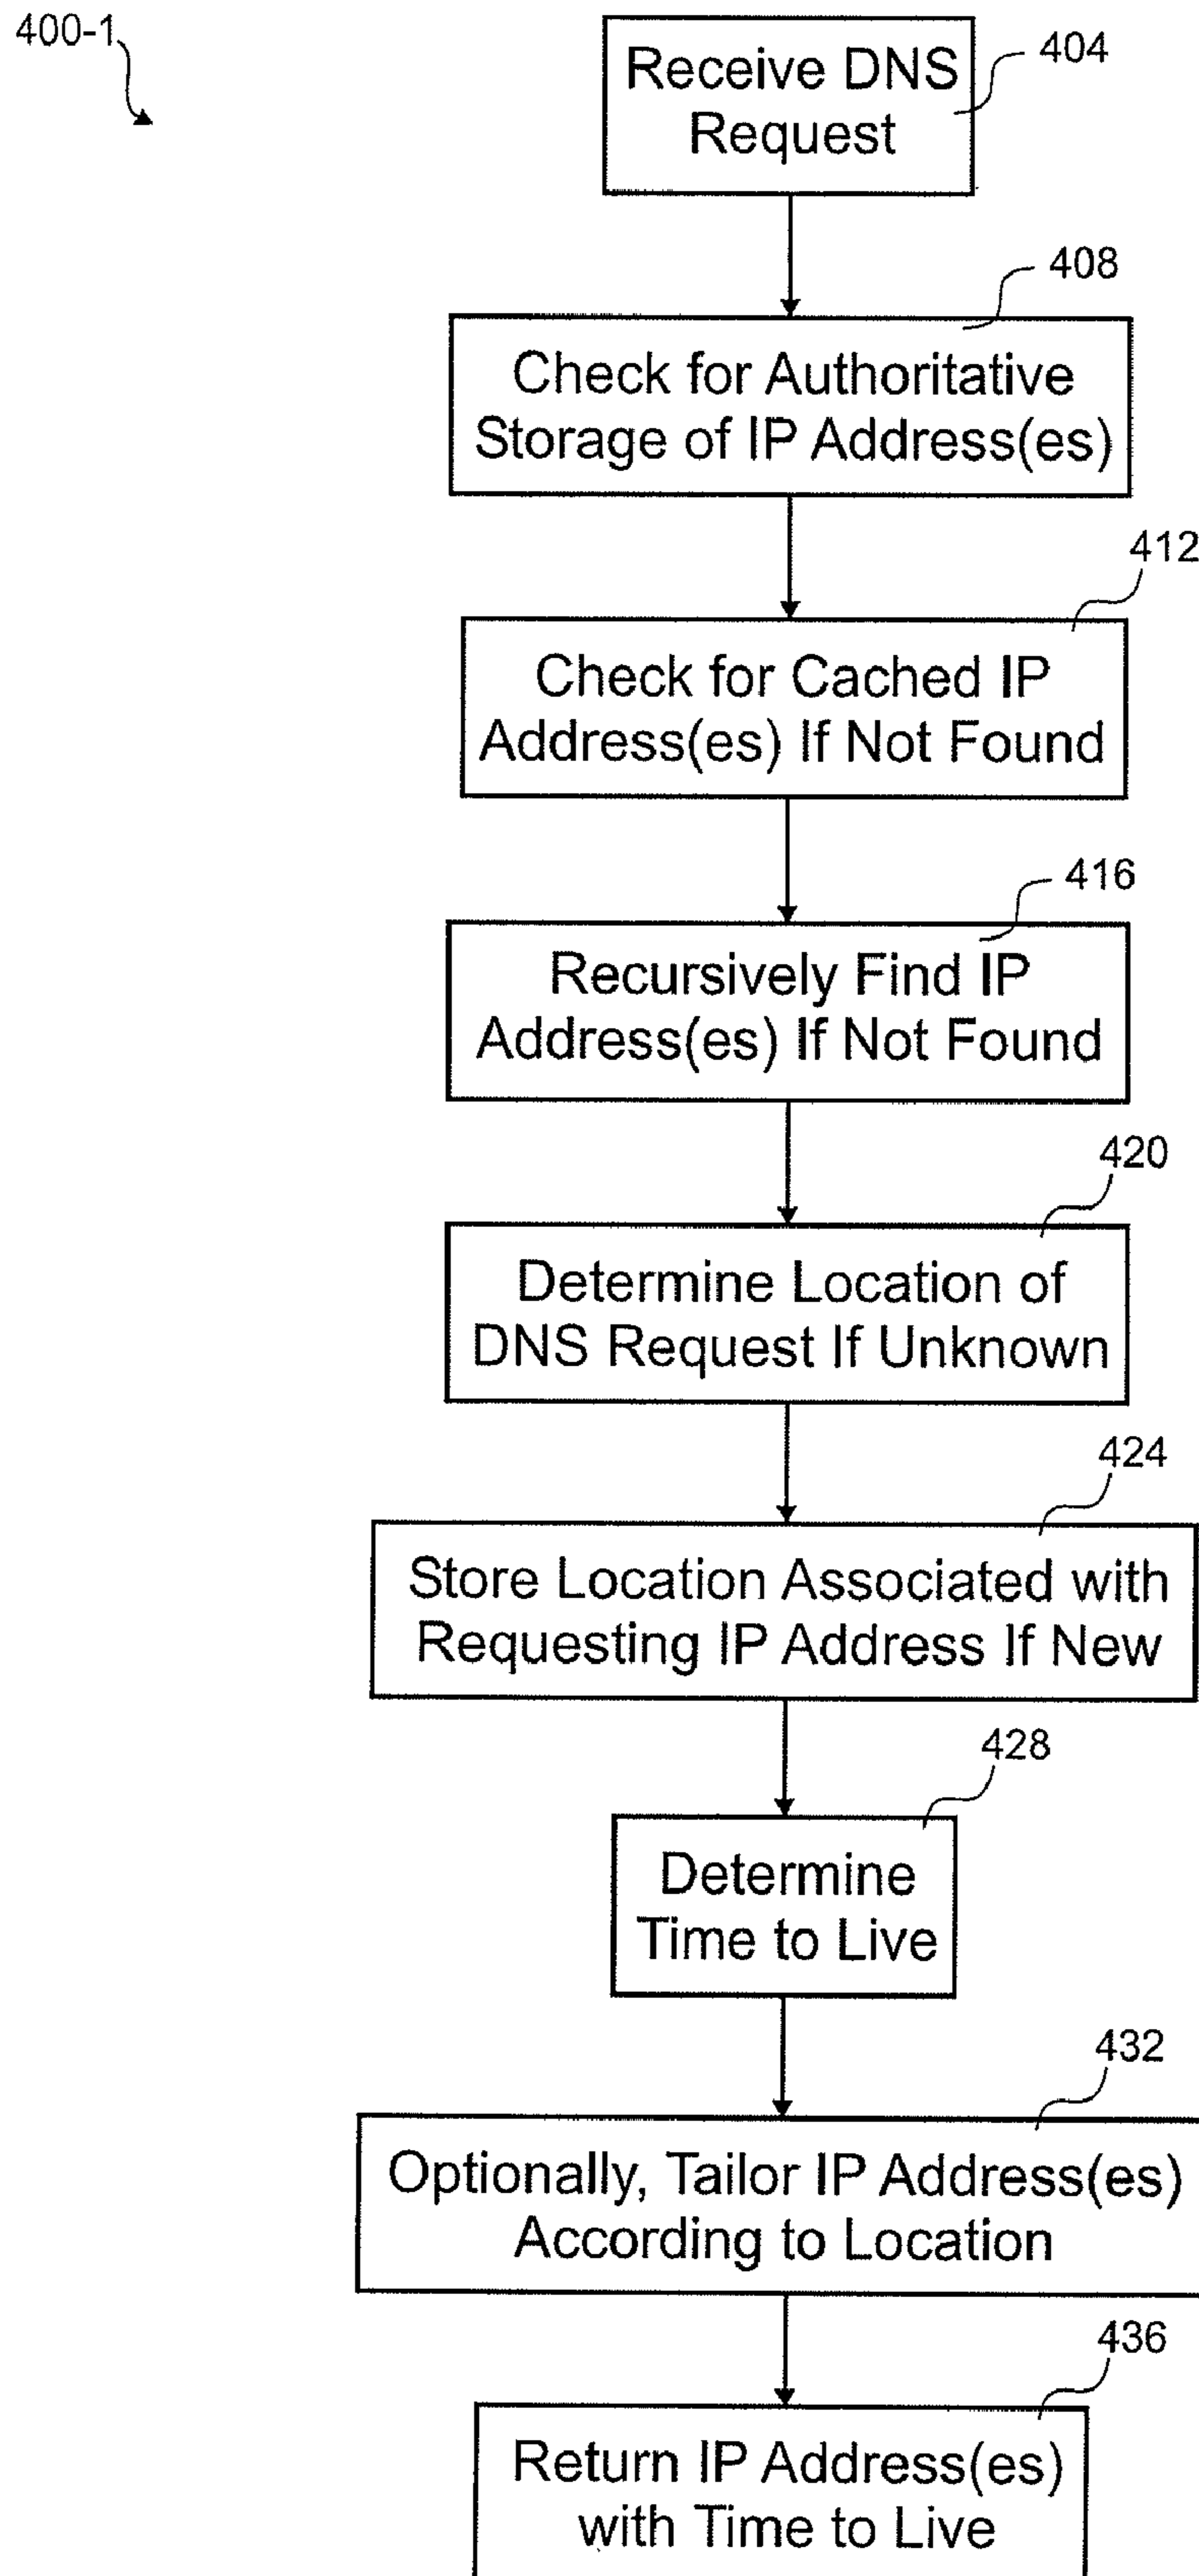 400-1
Receive DNS
Request
404
408
Check for Authoritative
Storage of IP Address(es)
412
Check for Cached IP
Address(es) If Not Found
416
Recursively Find IP
Address(es) If Not Found
420
Determine Location of
DNS Request If Unknown
424
Store Location Associated with
Requesting IP Address If New
428
Determine
Time to Live
432
Optionally, Tailor IP Address(es)
According to Location
436
Return IP Address(es)
with Time to Live